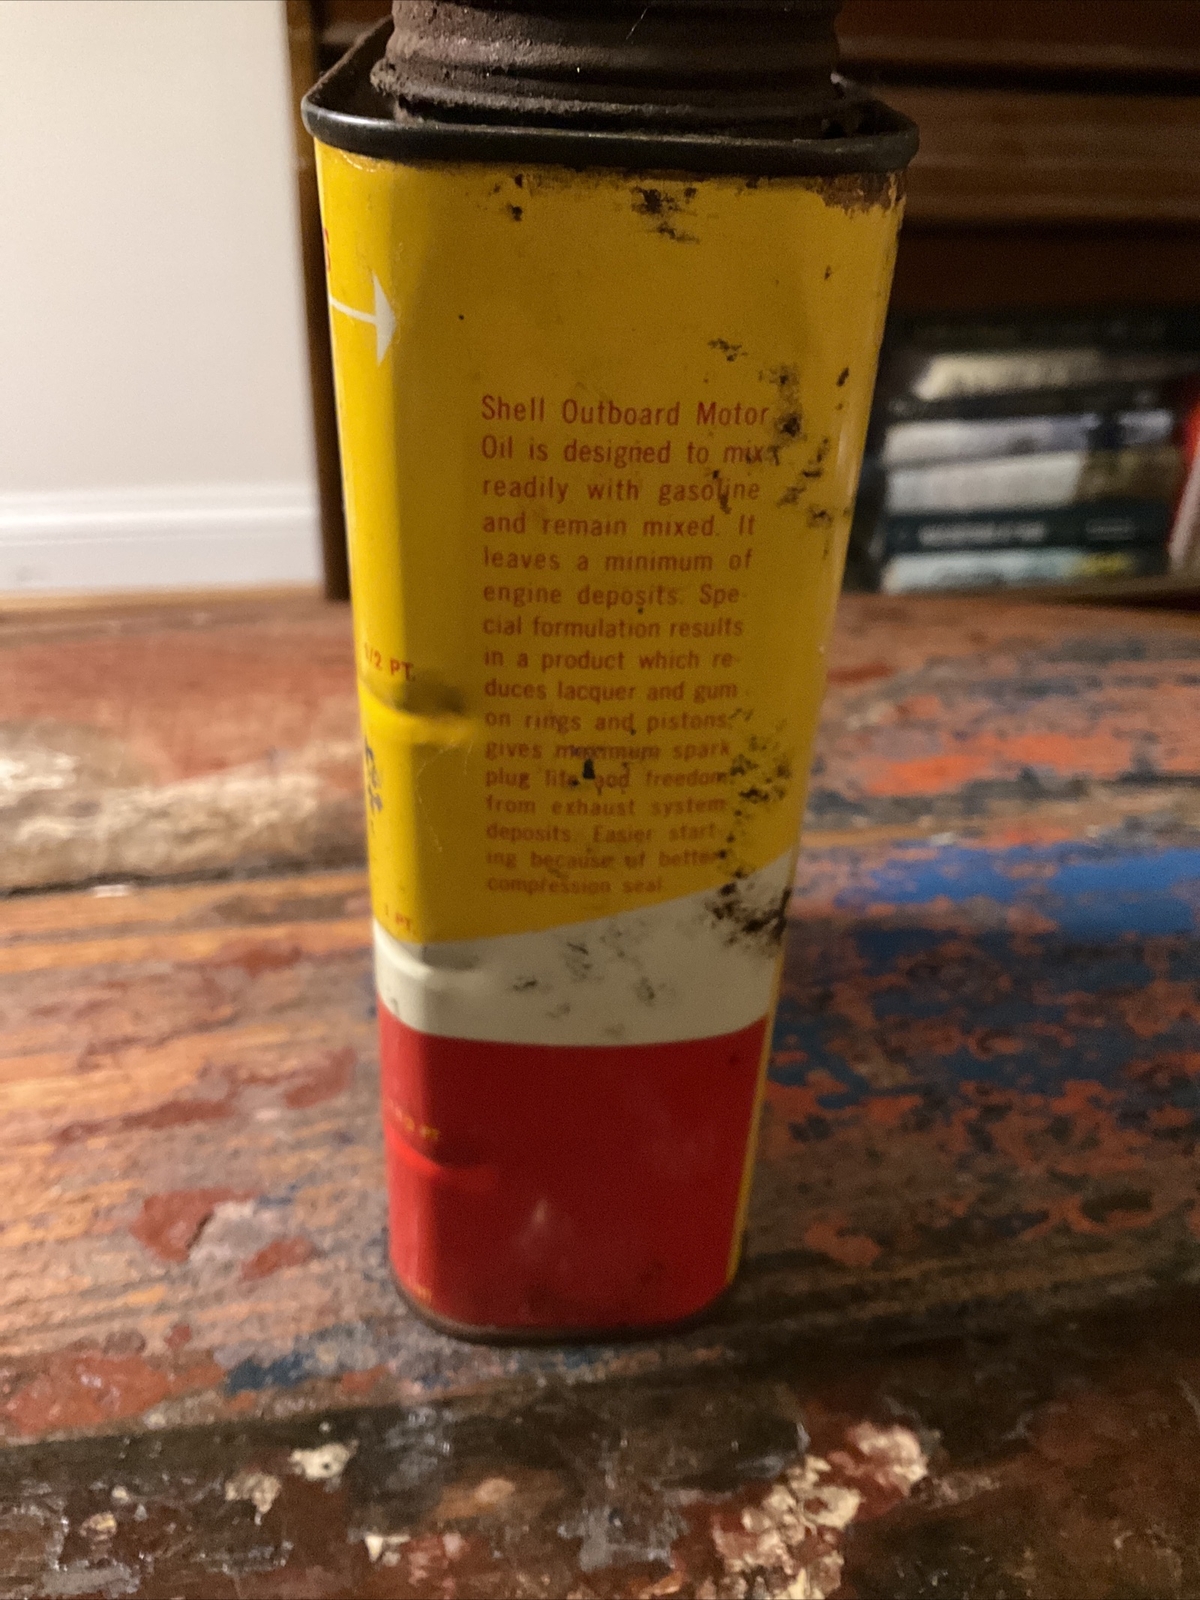 Shell Outboard Motor
Oil is designed to mix
readily with gasoline
and remain mixed. It
leaves a minimum of
engine deposits. Spe-
cial formulation results
in a product which re-
duces lacquer and gum
on rings and pistons,
gives maximum spark
plug life and freedom
from exhaust system
deposits. Easier start-
ing because of better
compression seal.
1/2 PT.
1 PT.